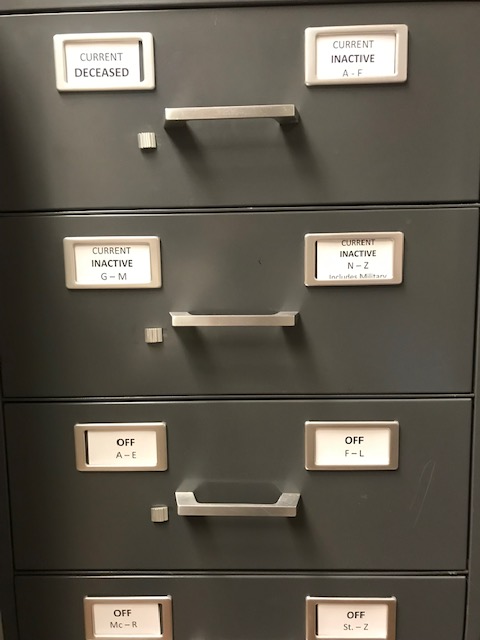 CURRENT
DECEASED
CURRENT
INACTIVE
A - F
CURRENT
INACTIVE
G – M
CURRENT
INACTIVE
N – Z
Includes Military
OFF
A – E
OFF
F – L
OFF
Mc – R
OFF
St. – Z